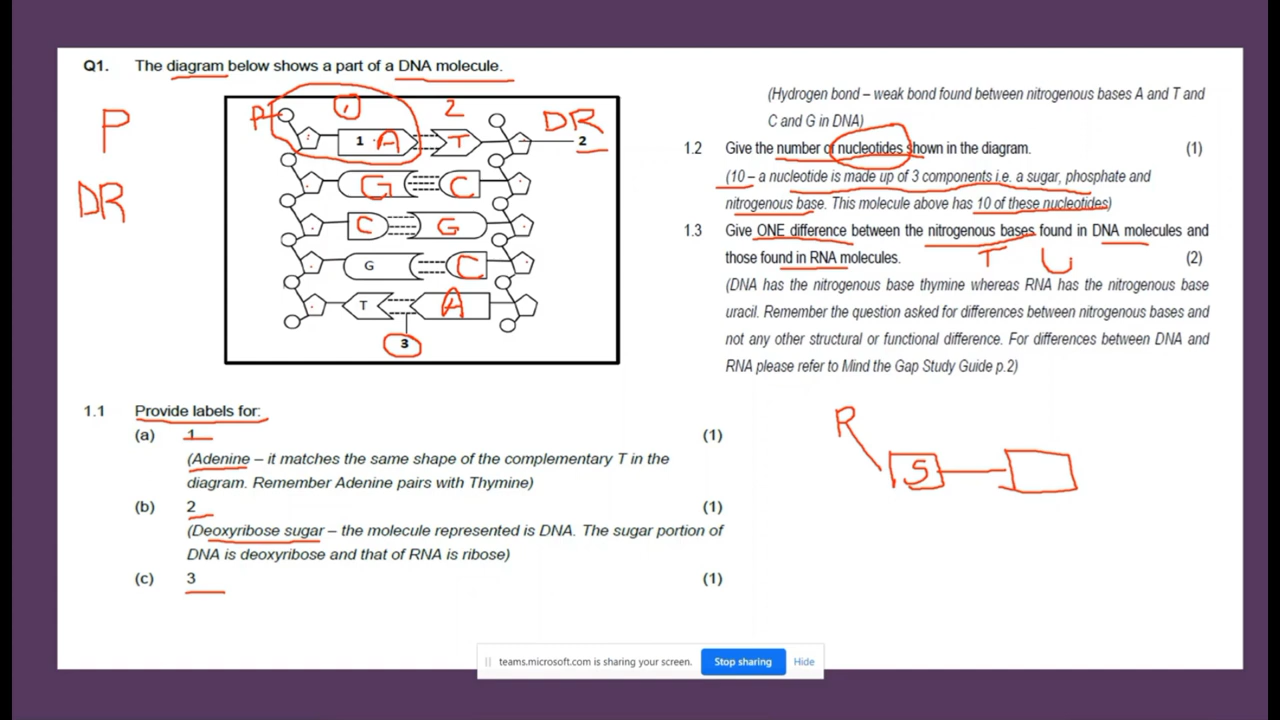 Q1. The diagram below shows a part of a DNA molecule.
P
DR
P 1 2 DR
1 A T 2
G C
C G
G C
T A
3
1.1 Provide labels for:
(a) 1 (1)
(Adenine – it matches the same shape of the complementary T in the
diagram. Remember Adenine pairs with Thymine)
(b) 2 (1)
(Deoxyribose sugar – the molecule represented is DNA. The sugar portion of
DNA is deoxyribose and that of RNA is ribose)
(c) 3 (1)
(Hydrogen bond – weak bond found between nitrogenous bases A and T and
C and G in DNA)
1.2 Give the number of nucleotides shown in the diagram. (1)
(10 – a nucleotide is made up of 3 components i.e. a sugar, phosphate and
nitrogenous base. This molecule above has 10 of these nucleotides)
1.3 Give ONE difference between the nitrogenous bases found in DNA molecules and
those found in RNA molecules. (2)
T U
(DNA has the nitrogenous base thymine whereas RNA has the nitrogenous base
uracil. Remember the question asked for differences between nitrogenous bases and
not any other structural or functional difference. For differences between DNA and
RNA please refer to Mind the Gap Study Guide p.2)
R
S
teams.microsoft.com is sharing your screen. Stop sharing Hide